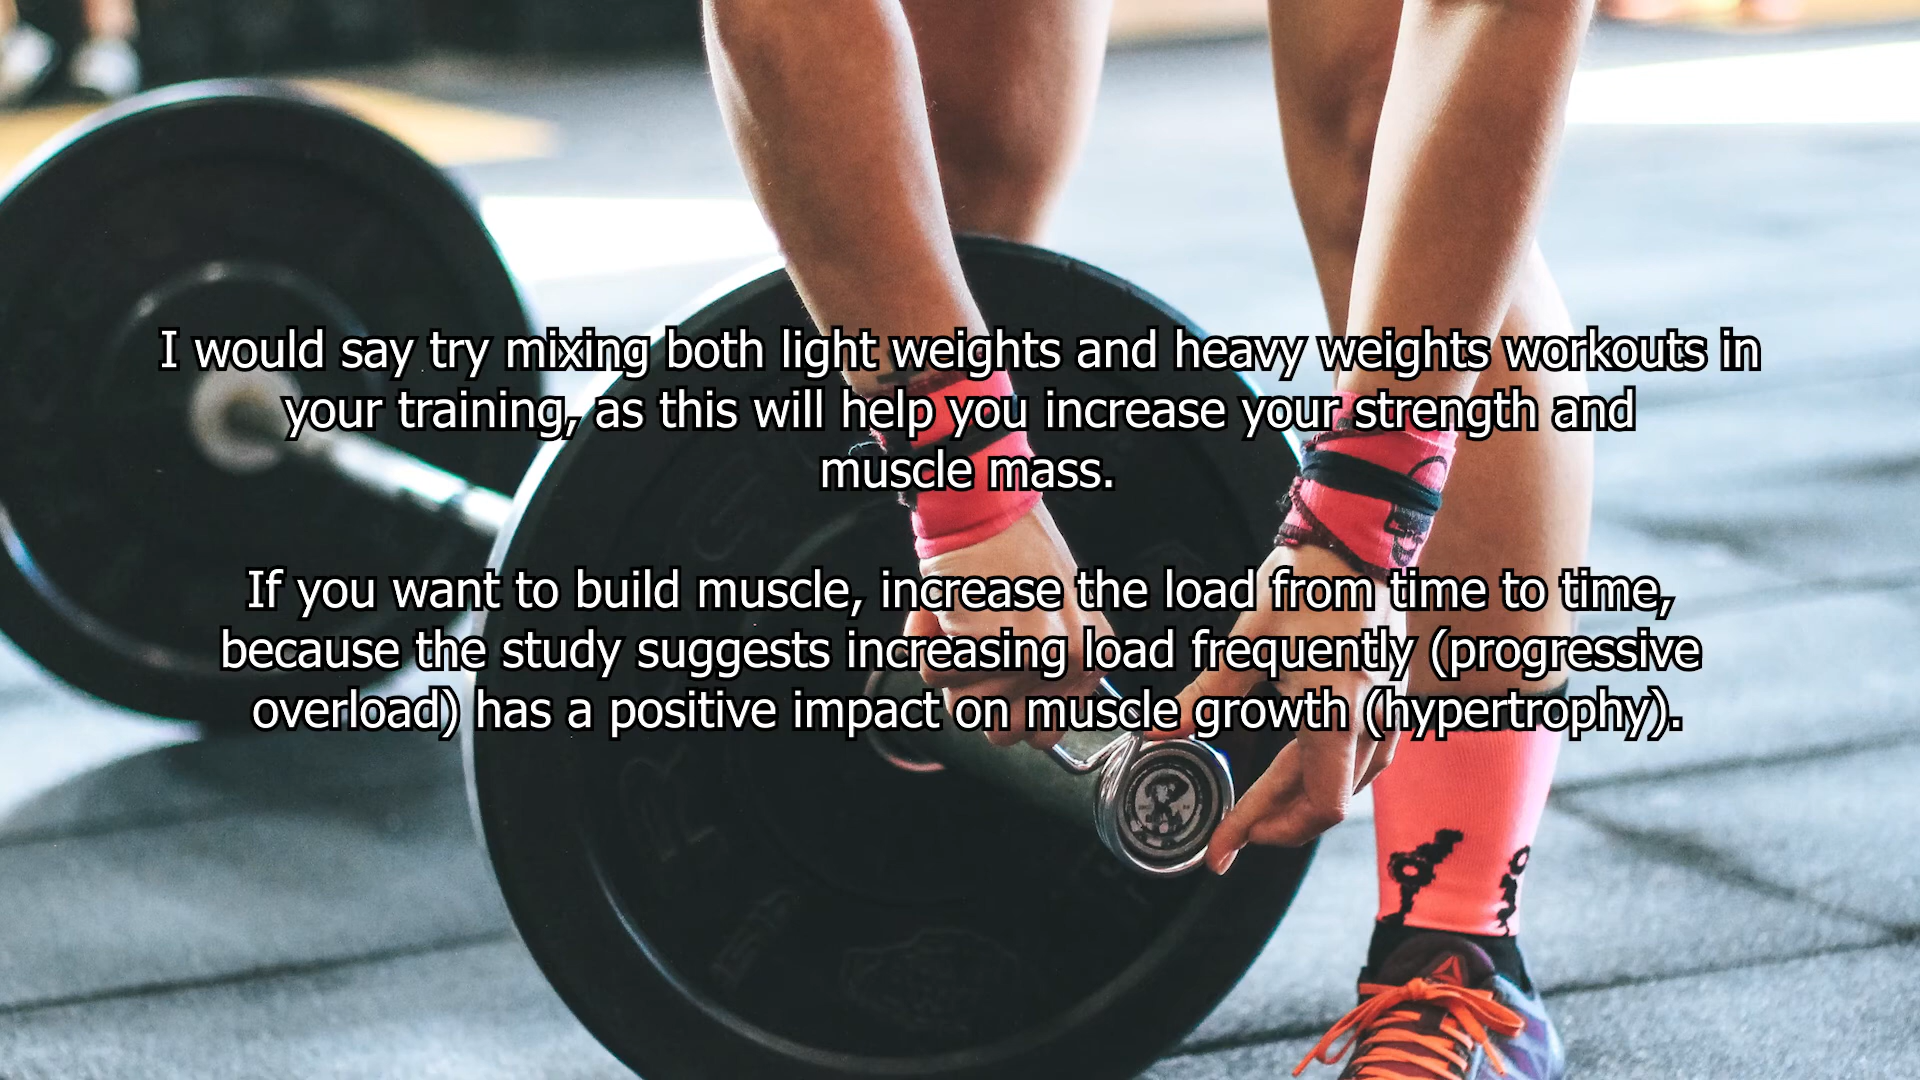 I would say try mixing both light weights and heavy weights workouts in
your training, as this will help you increase your strength and
muscle mass.
If you want to build muscle, increase the load from time to time,
because the study suggests increasing load frequently (progressive
overload) has a positive impact on muscle growth (hypertrophy).